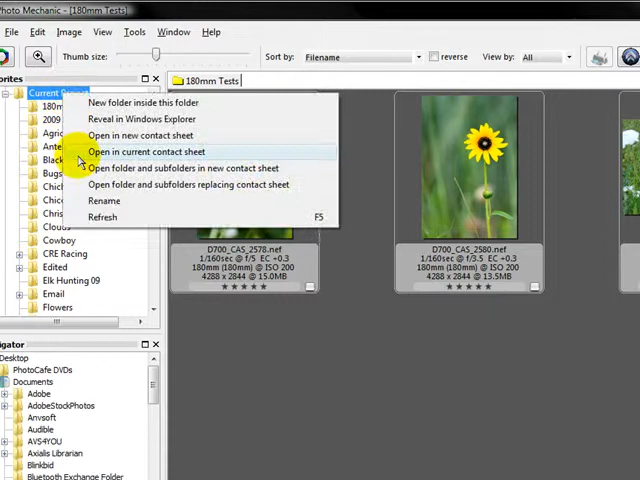 Photo Mechanic - [180mm Tests]
File Edit Image View Tools Window Help
Thumb size: Sort by: Filename reverse View by: All
Favorites
180mm Tests
Current Project
New folder inside this folder
Reveal in Windows Explorer
Open in new contact sheet
Open in current contact sheet
Open folder and subfolders in new contact sheet
Open folder and subfolders replacing contact sheet
Rename
Refresh F5
180m
2009
Agric
Ante
Black
Bugs
Chic
Chic
Chris
Clouds
Cowboy
CRE Racing
Edited
Elk Hunting 09
Email
Flowers
D700_CAS_2578.nef
1/160sec @ f/5 EC +0.3
180mm (180mm) @ ISO 200
4288 x 2844 @ 15.0MB
D700_CAS_2580.nef
1/160sec @ f/5.6 EC +0.3
180mm (180mm) @ ISO 200
4288 x 2844 @ 13.5MB
Navigator
Desktop
PhotoCafe DVDs
Documents
Adobe
AdobeStockPhotos
Anvsoft
Audible
AVS4YOU
Axialis Librarian
Blinkbid
Bluetooth Exchange Folder